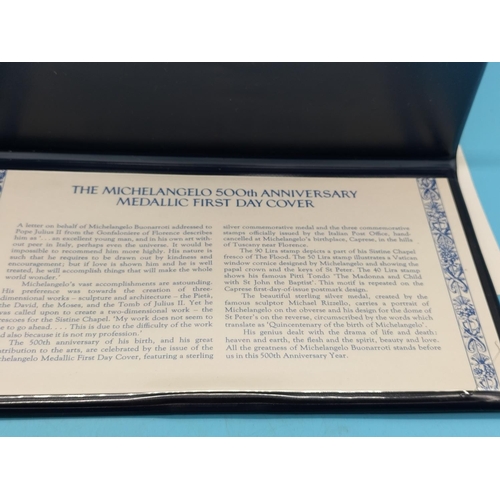 THE MICHELANGELO 500th ANNIVERSARY
MEDALLIC FIRST DAY COVER
A letter on behalf of Michelangelo Buonarroti addressed to
Pope Julius II from the Gonfaloniere of Florence describes
him as '. . . an excellent young man, and in his own art with-
out peer in Italy, perhaps even the universe. It would be
impossible to recommend him more highly. His nature is
such that he requires to be drawn out by kindness and
encouragement; but if love is shown him and he is well
treated, he will accomplish things that will make the whole
world wonder.'
Michelangelo's vast accomplishments are astounding.
His preference was towards the creation of three-
dimensional works – sculpture and architecture – the Pietà,
the David, the Moses, and the Tomb of Julius II. Yet he
was called upon to create a two-dimensional work – the
frescoes for the Sistine Chapel. 'My work does not seem
to go ahead. . . . This is due to the difficulty of the work
and also because it is not my profession.'
The 500th anniversary of his birth, and his great
contribution to the arts, are celebrated by the issue of the
Michelangelo Medallic First Day Cover, featuring a sterling
silver commemorative medal and the three commemorative
stamps officially issued by the Italian Post Office, hand-
cancelled at Michelangelo's birthplace, Caprese, in the hills
of Tuscany near Florence.
The 90 Lira stamp depicts a part of his Sistine Chapel
fresco of The Flood. The 50 Lira stamp illustrates a Vatican
window cornice designed by Michelangelo and showing the
papal crown and the keys of St Peter. The 40 Lira stamp
shows his famous Pitti Tondo 'The Madonna and Child
with St John the Baptist'. This motif is repeated on the
Caprese first-day-of-issue postmark design.
The beautiful sterling silver medal, created by the
famous sculptor Michael Rizzello, carries a portrait of
Michelangelo on the obverse and his design for the dome of
St Peter's on the reverse, circumscribed by the words which
translate as 'Quincentenary of the birth of Michelangelo'.
His genius dealt with the drama of life and death;
heaven and earth, the flesh and the spirit, beauty and love.
All the greatness of Michelangelo Buonarroti stands before
us in this 500th Anniversary Year.